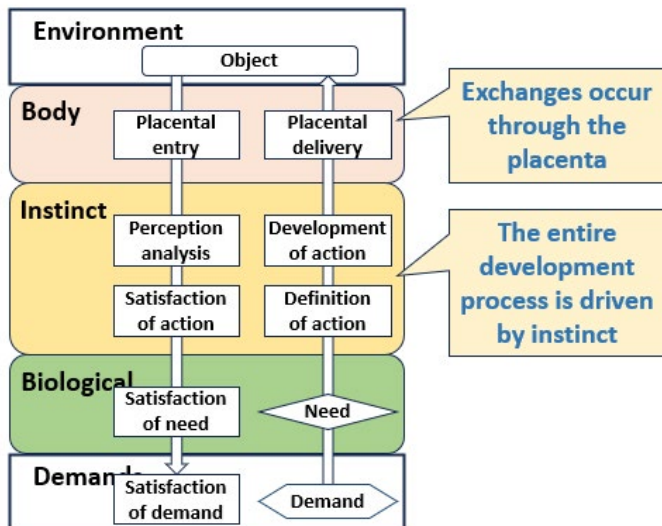 Environment
Object
Body
Placental
entry
Placental
delivery
Exchanges occur
through the
placenta
Instinct
Perception
analysis
Development
of action
Satisfaction
of action
Definition
of action
The entire
development
process is driven
by instinct
Biological
Satisfaction
of need
Need
Demands
Satisfaction
of demand
Demand